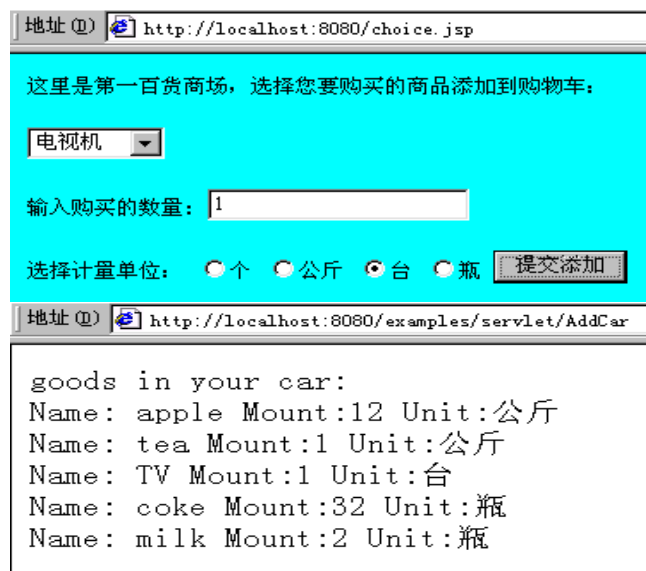 地址(D) http://localhost:8080/choice.jsp
这里是第一百货商场，选择您要购买的商品添加到购物车：
电视机
输入购买的数量：1
选择计量单位： 个 公斤 台 瓶 提交添加
地址(D) http://localhost:8080/examples/servlet/AddCar
goods in your car:
Name: apple Mount:12 Unit:公斤
Name: tea Mount:1 Unit:公斤
Name: TV Mount:1 Unit:台
Name: coke Mount:32 Unit:瓶
Name: milk Mount:2 Unit:瓶